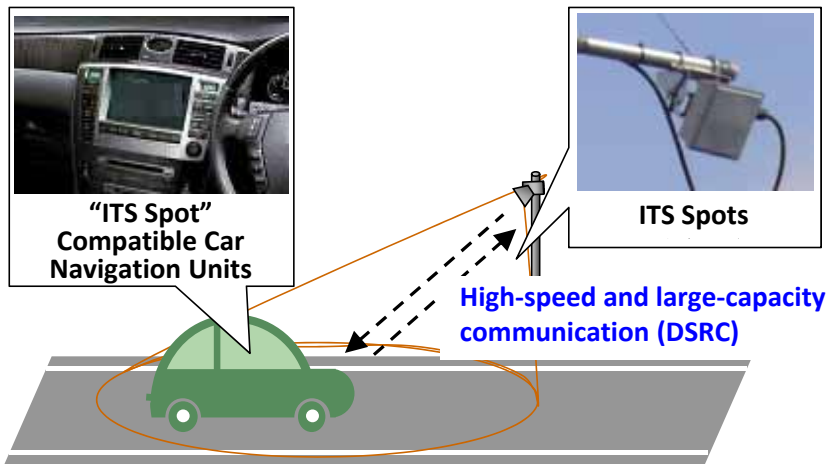 “ITS Spot”
Compatible Car
Navigation Units
ITS Spots
High-speed and large-capacity
communication (DSRC)